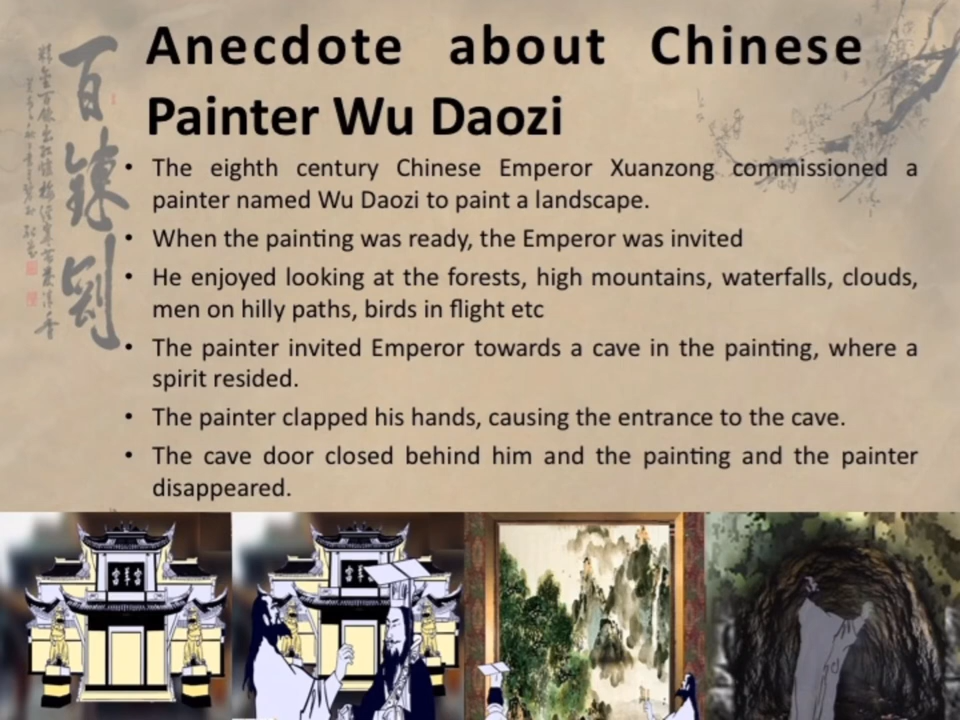 Anecdote about Chinese
Painter Wu Daozi
• The eighth century Chinese Emperor Xuanzong commissioned a
painter named Wu Daozi to paint a landscape.
• When the painting was ready, the Emperor was invited
• He enjoyed looking at the forests, high mountains, waterfalls, clouds,
men on hilly paths, birds in flight etc
• The painter invited Emperor towards a cave in the painting, where a
spirit resided.
• The painter clapped his hands, causing the entrance to the cave.
• The cave door closed behind him and the painting and the painter
disappeared.
百鍊剛